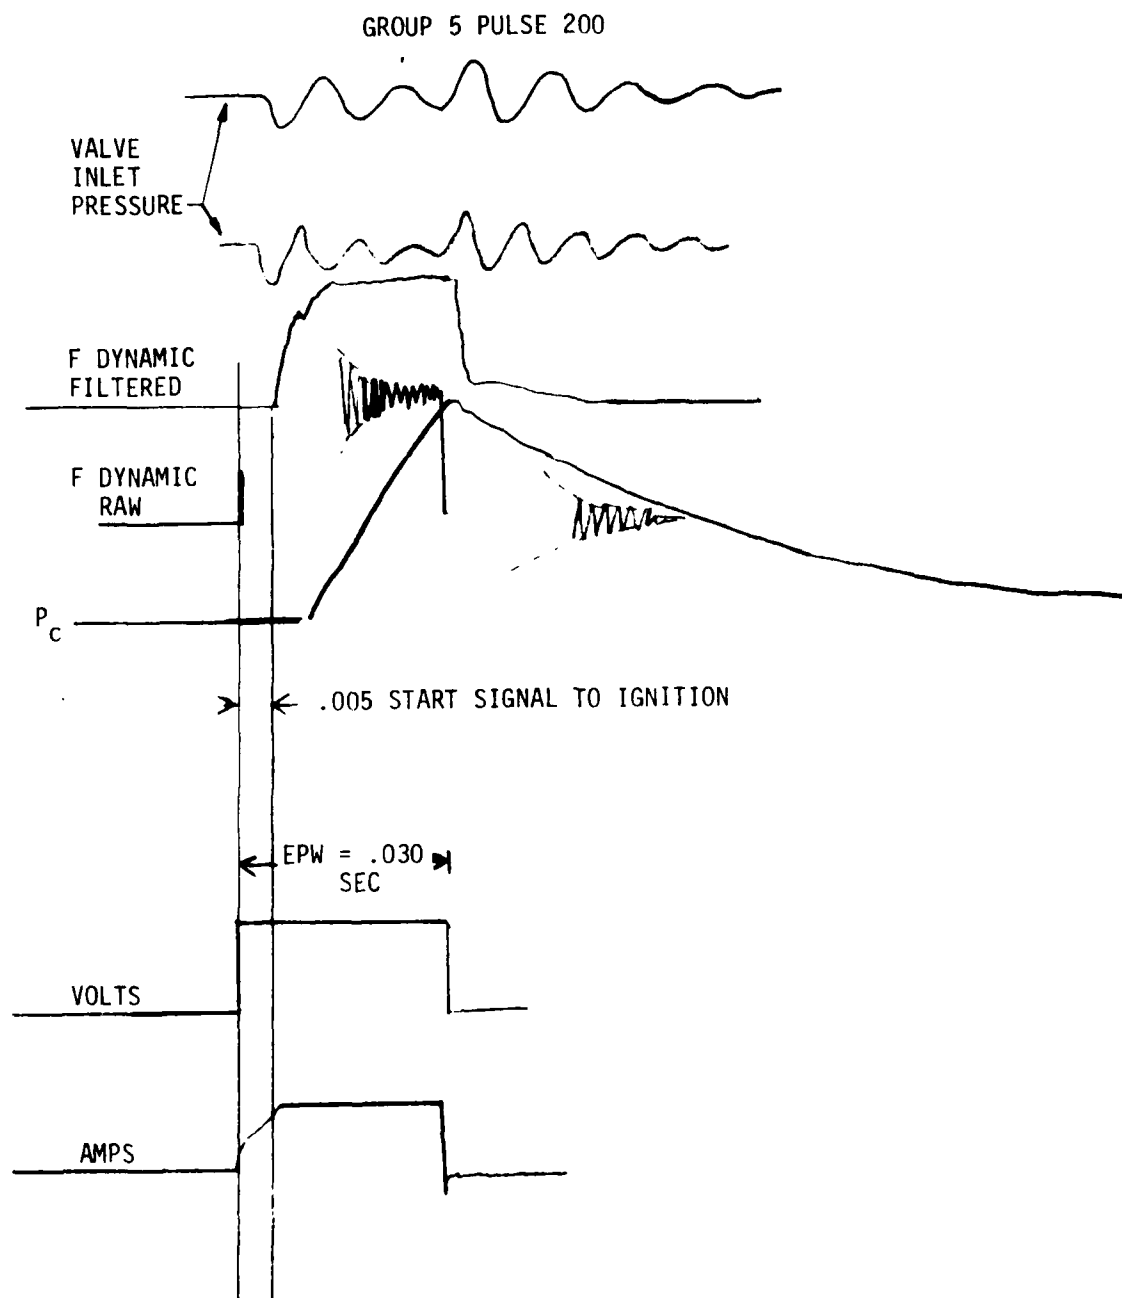 GROUP 5 PULSE 200
VALVE
INLET
PRESSURE
F DYNAMIC
FILTERED
F DYNAMIC
RAW
Pc
.005 START SIGNAL TO IGNITION
EPW = .030
SEC
VOLTS
AMPS